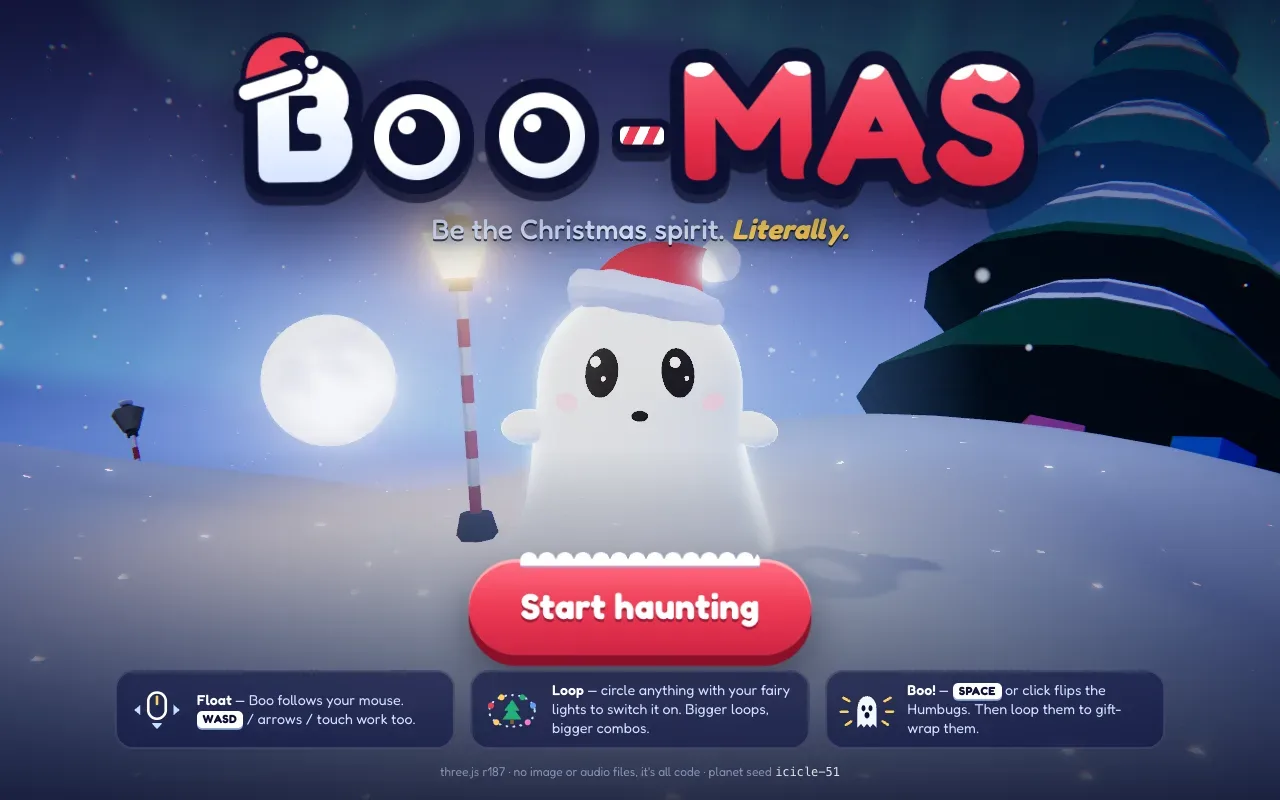 BOO-MAS
Be the Christmas spirit. Literally.
Start haunting
Float — Boo follows your mouse.
WASD / arrows / touch work too.
Loop — circle anything with your fairy
lights to switch it on. Bigger loops,
bigger combos.
Boo! — SPACE or click flips the
Humbugs. Then loop them to gift-
wrap them.
three.js r187 · no image or audio files, it's all code · planet seed icicle-51